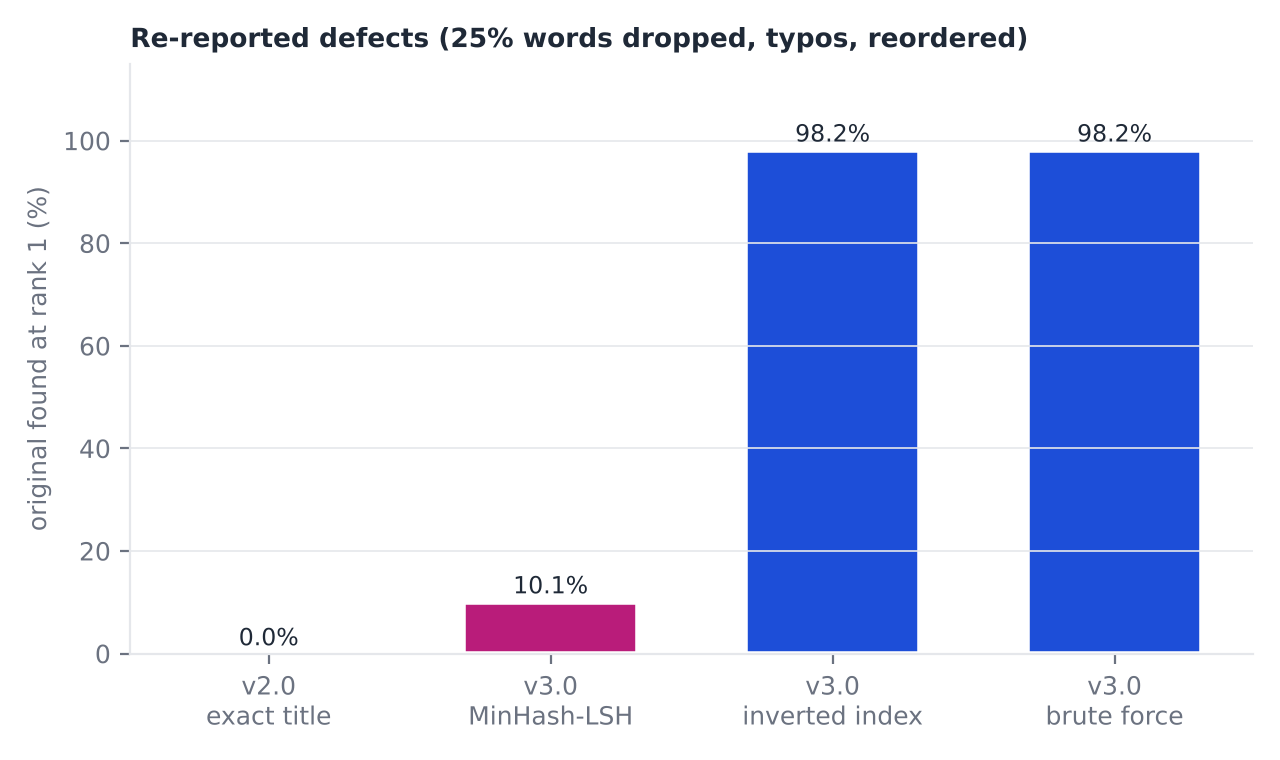 Re-reported defects (25% words dropped, typos, reordered)
original found at rank 1 (%)
100
80
60
40
20
0
0.0%
10.1%
98.2%
98.2%
v2.0
exact title
v3.0
MinHash-LSH
v3.0
inverted index
v3.0
brute force